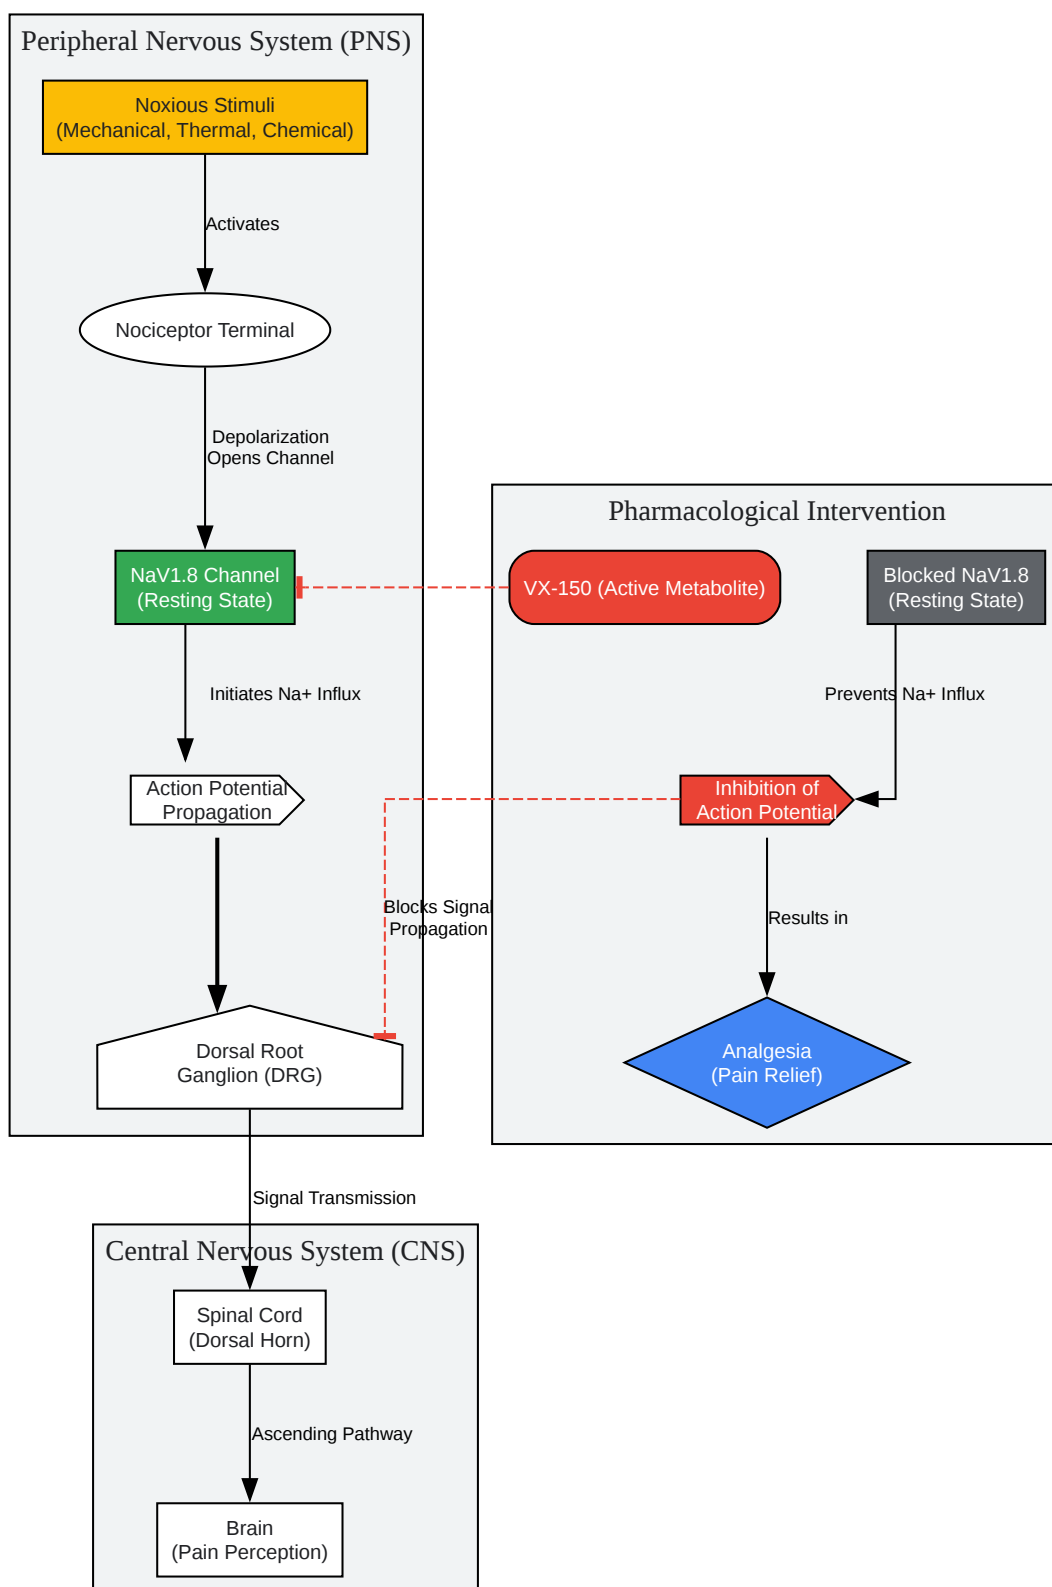 Peripheral Nervous System (PNS)
Noxious Stimuli
(Mechanical, Thermal, Chemical)
Activates
Nociceptor Terminal
Depolarization
Opens Channel
NaV1.8 Channel
(Resting State)
Initiates Na+ Influx
Action Potential
Propagation
Dorsal Root
Ganglion (DRG)
Pharmacological Intervention
VX-150 (Active Metabolite)
Blocked NaV1.8
(Resting State)
Prevents Na+ Influx
Inhibition of
Action Potential
Blocks Signal
Propagation
Results in
Analgesia
(Pain Relief)
Signal Transmission
Central Nervous System (CNS)
Spinal Cord
(Dorsal Horn)
Ascending Pathway
Brain
(Pain Perception)